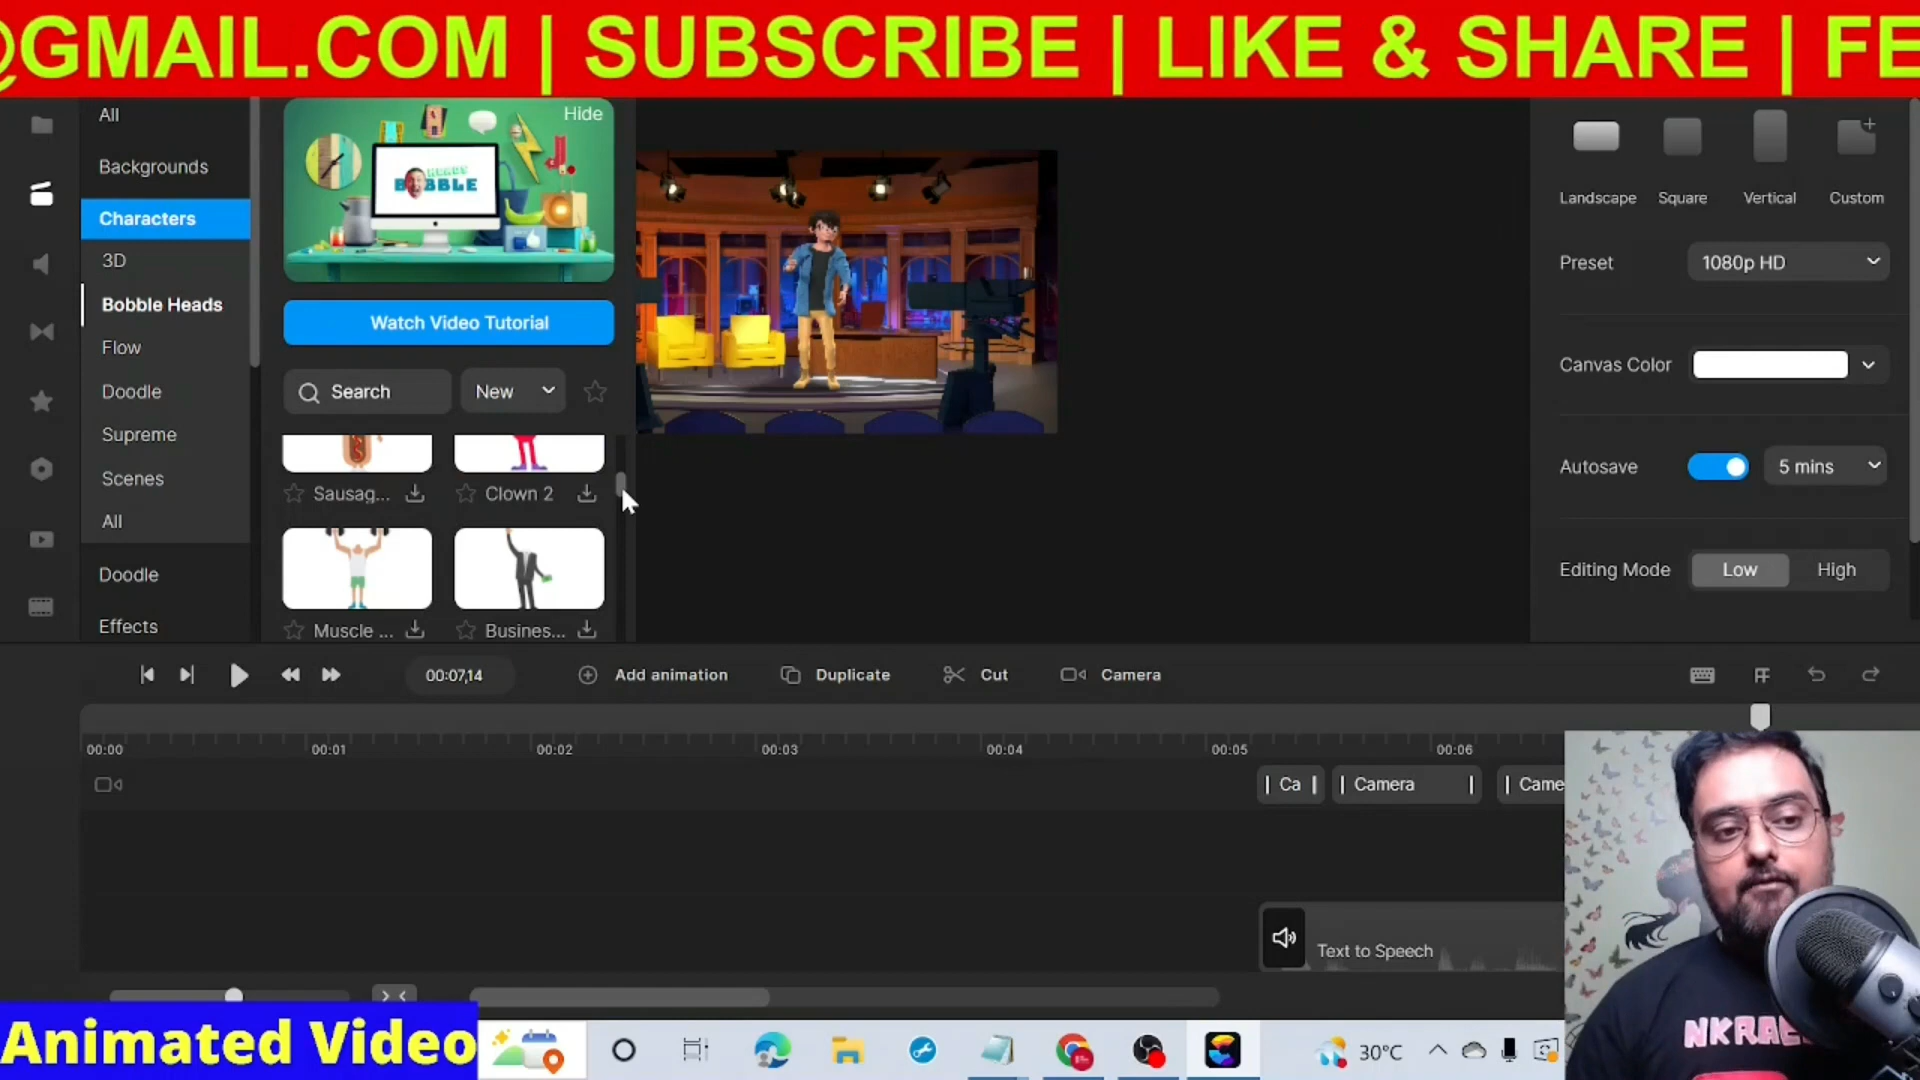 @GMAIL.COM | SUBSCRIBE | LIKE & SHARE | FE
All
Backgrounds
Characters
3D
Bobble Heads
Flow
Doodle
Supreme
Scenes
All
Doodle
Effects
Hide
HEADS
BOBBLE
Watch Video Tutorial
Search
New
Sausag...
Clown 2
Muscle ...
Busines...
Landscape
Square
Vertical
Custom
Preset
1080p HD
Canvas Color
Autosave
5 mins
Editing Mode
Low
High
00:07,14
Add animation
Duplicate
Cut
Camera
00:00
00:01
00:02
00:03
00:04
00:05
00:06
Ca
Camera
Came
Text to Speech
Animated Video
30°C